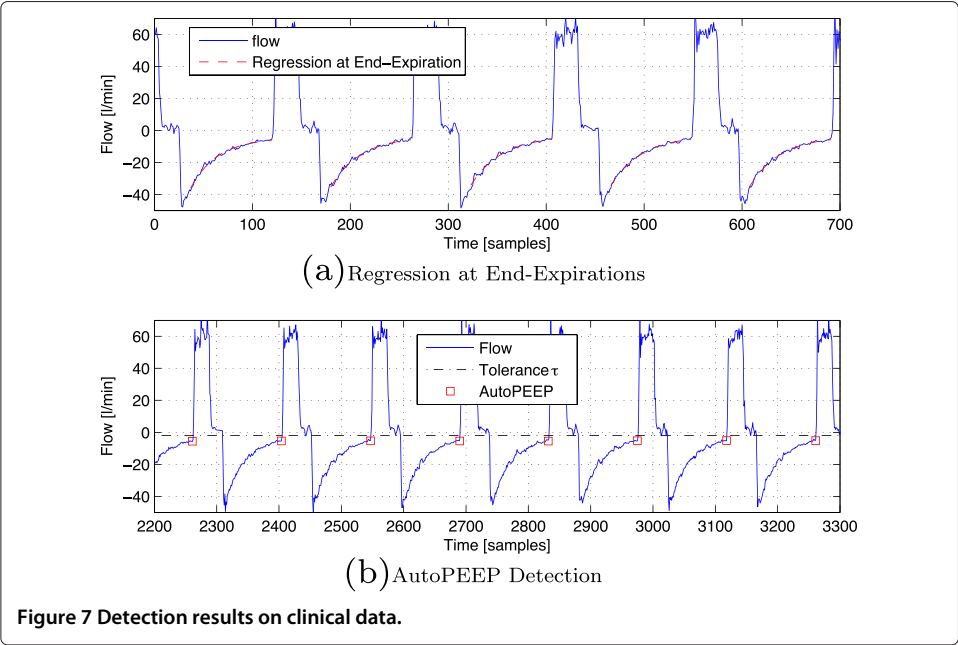 60
40
20
0
−20
−40
Flow [l/min]
flow
Regression at End−Expiration
0 100 200 300 400 500 600 700
Time [samples]
(a) Regression at End-Expirations
60
40
20
0
−20
−40
Flow [l/min]
Flow
Tolerance τ
AutoPEEP
2200 2300 2400 2500 2600 2700 2800 2900 3000 3100 3200 3300
Time [samples]
(b) AutoPEEP Detection
Figure 7 Detection results on clinical data.